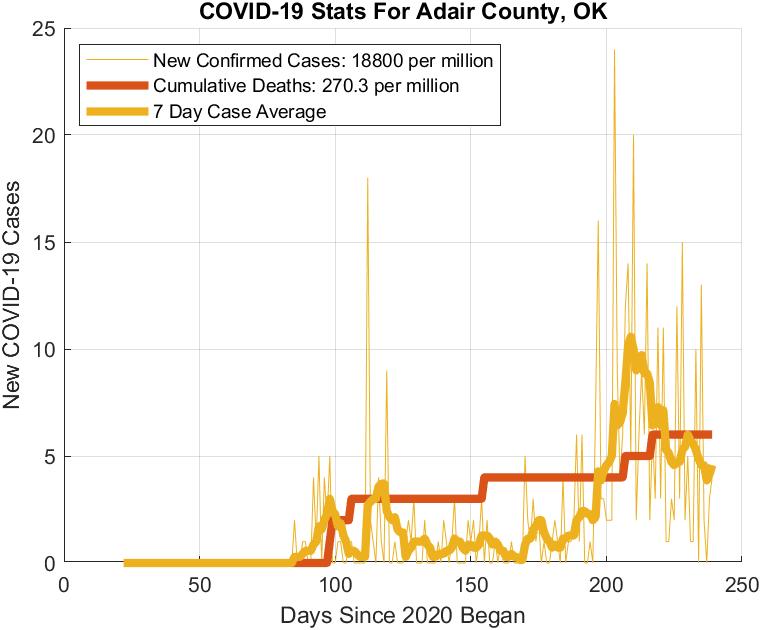 COVID-19 Stats For Adair County, OK
New Confirmed Cases: 18800 per million
Cumulative Deaths: 270.3 per million
7 Day Case Average
New COVID-19 Cases
25
20
15
10
5
0
0 50 100 150 200 250
Days Since 2020 Began